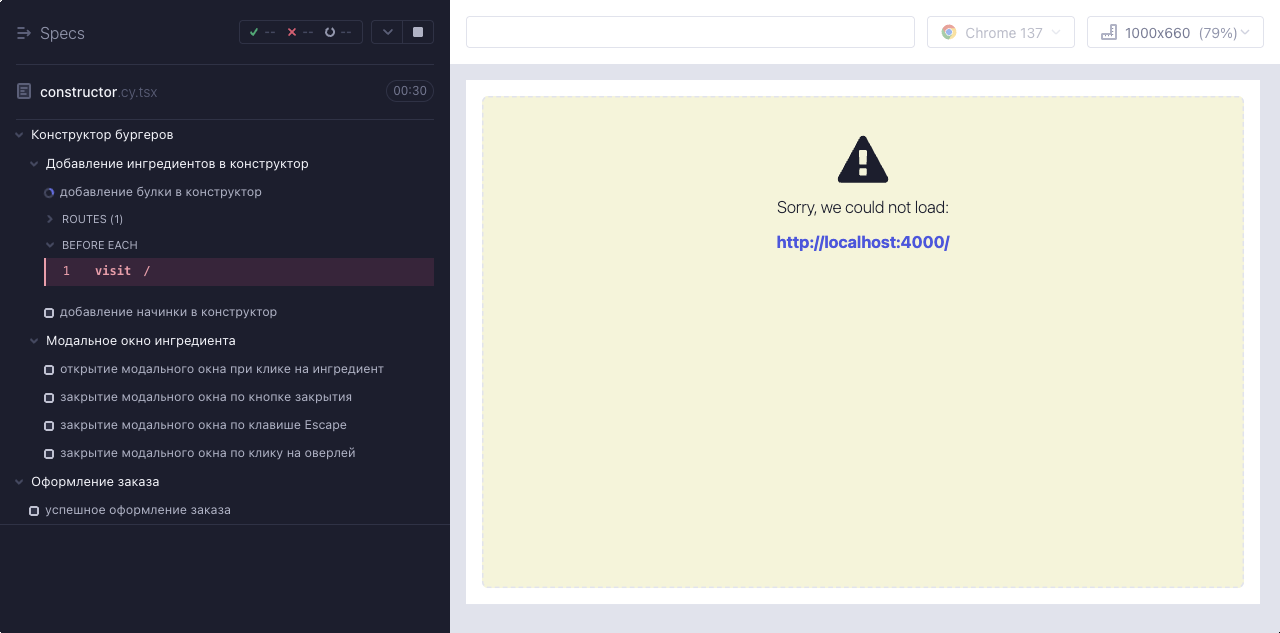 Specs
-- -- --
constructor.cy.tsx
00:30
Конструктор бургеров
Добавление ингредиентов в конструктор
добавление булки в конструктор
ROUTES (1)
BEFORE EACH
1 visit /
добавление начинки в конструктор
Модальное окно ингредиента
открытие модального окна при клике на ингредиент
закрытие модального окна по кнопке закрытия
закрытие модального окна по клавише Escape
закрытие модального окна по клику на оверлей
Оформление заказа
успешное оформление заказа
Chrome 137
1000x660 (79%)
Sorry, we could not load:
http://localhost:4000/